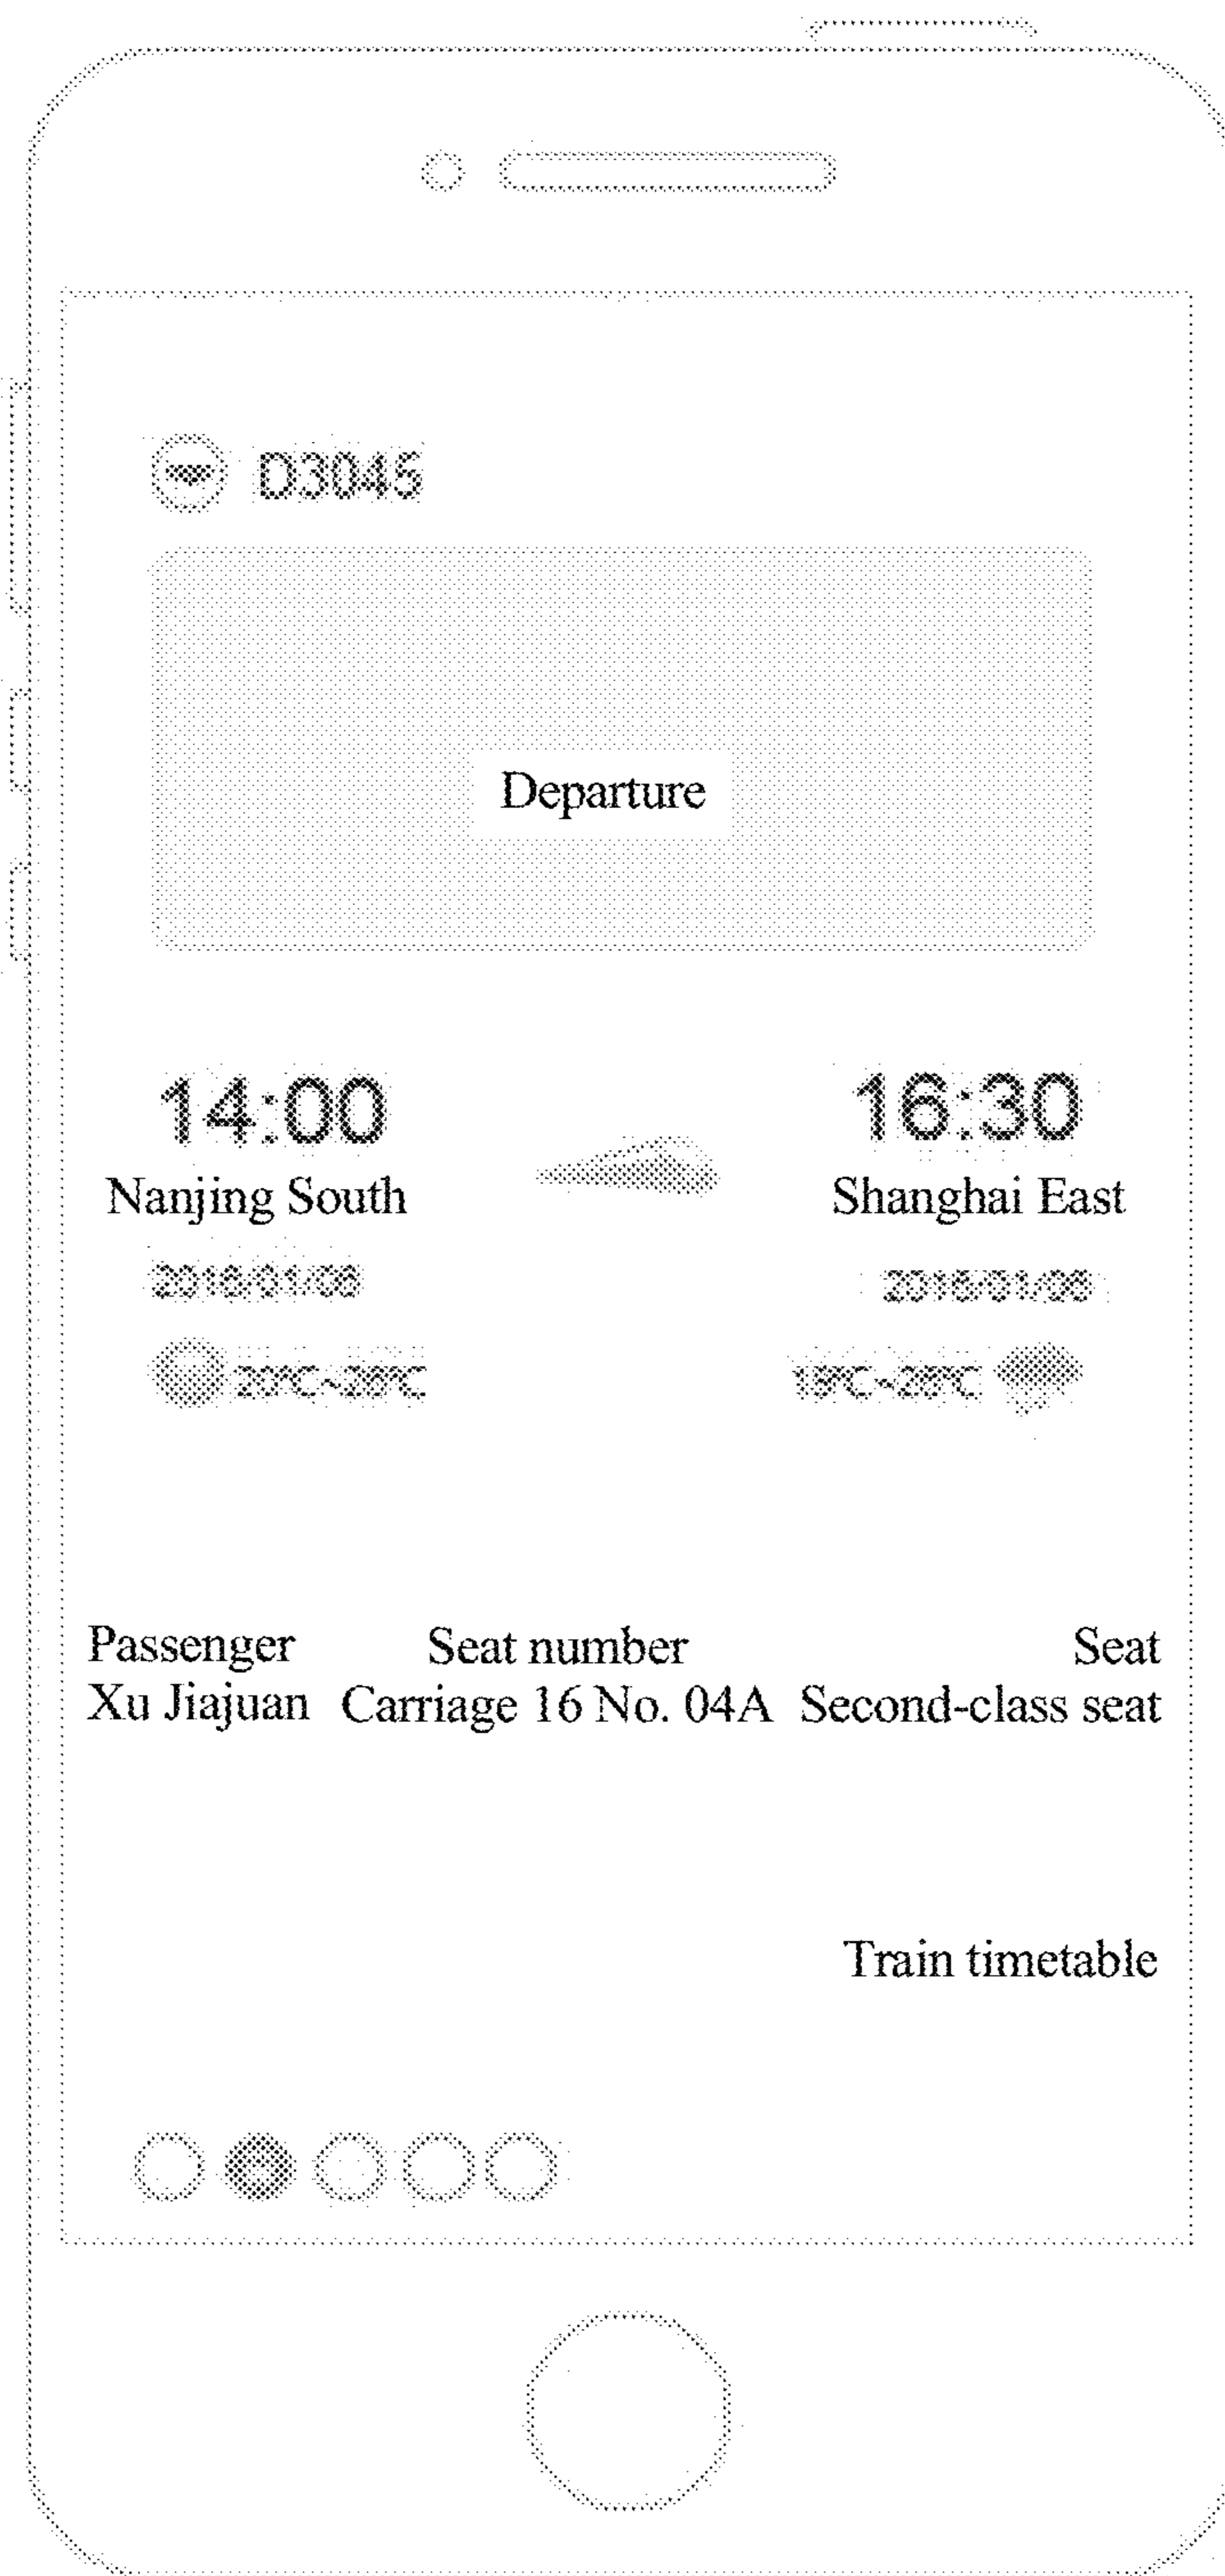 D3045
Departure
14:00 16:30
Nanjing South Shanghai East
Passenger Seat number Seat
Xu Jiajuan Carriage 16 No. 04A Second-class seat
Train timetable